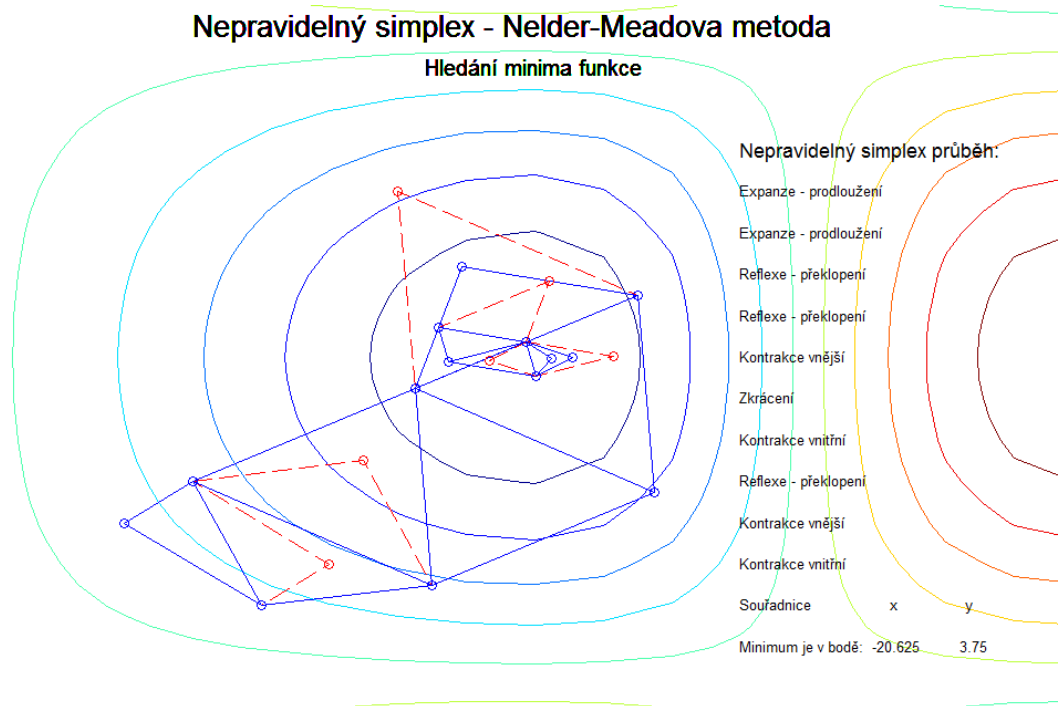 Nepravidelný simplex - Nelder-Meadova metoda
Hledání minima funkce
Nepravidelný simplex průběh:
Expanze - prodloužení
Expanze - prodloužení
Reflexe - překlopení
Reflexe - překlopení
Kontrakce vnější
Zkrácení
Kontrakce vnitřní
Reflexe - překlopení
Kontrakce vnější
Kontrakce vnitřní
Souřadnice x y
Minimum je v bodě: -20.625 3.75